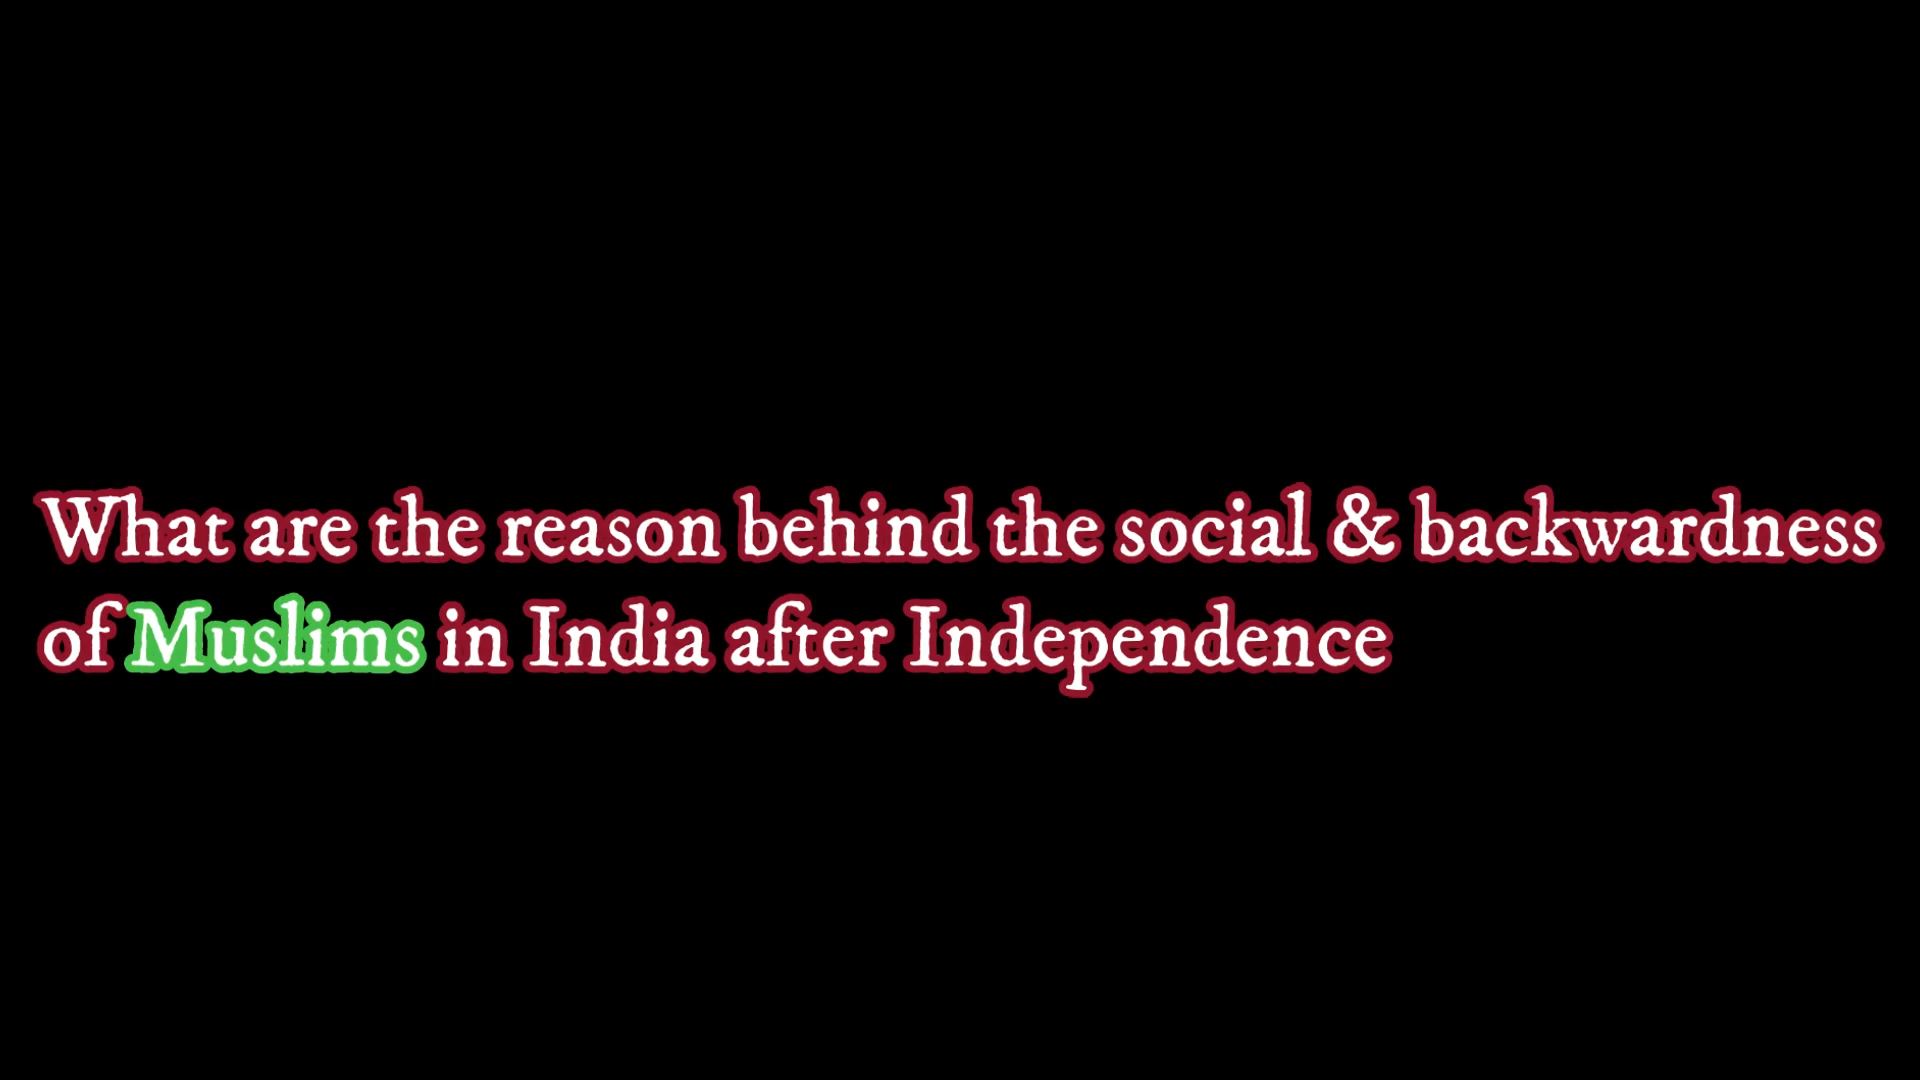 What are the reason behind the social & backwardness
of Muslims in India after Independence